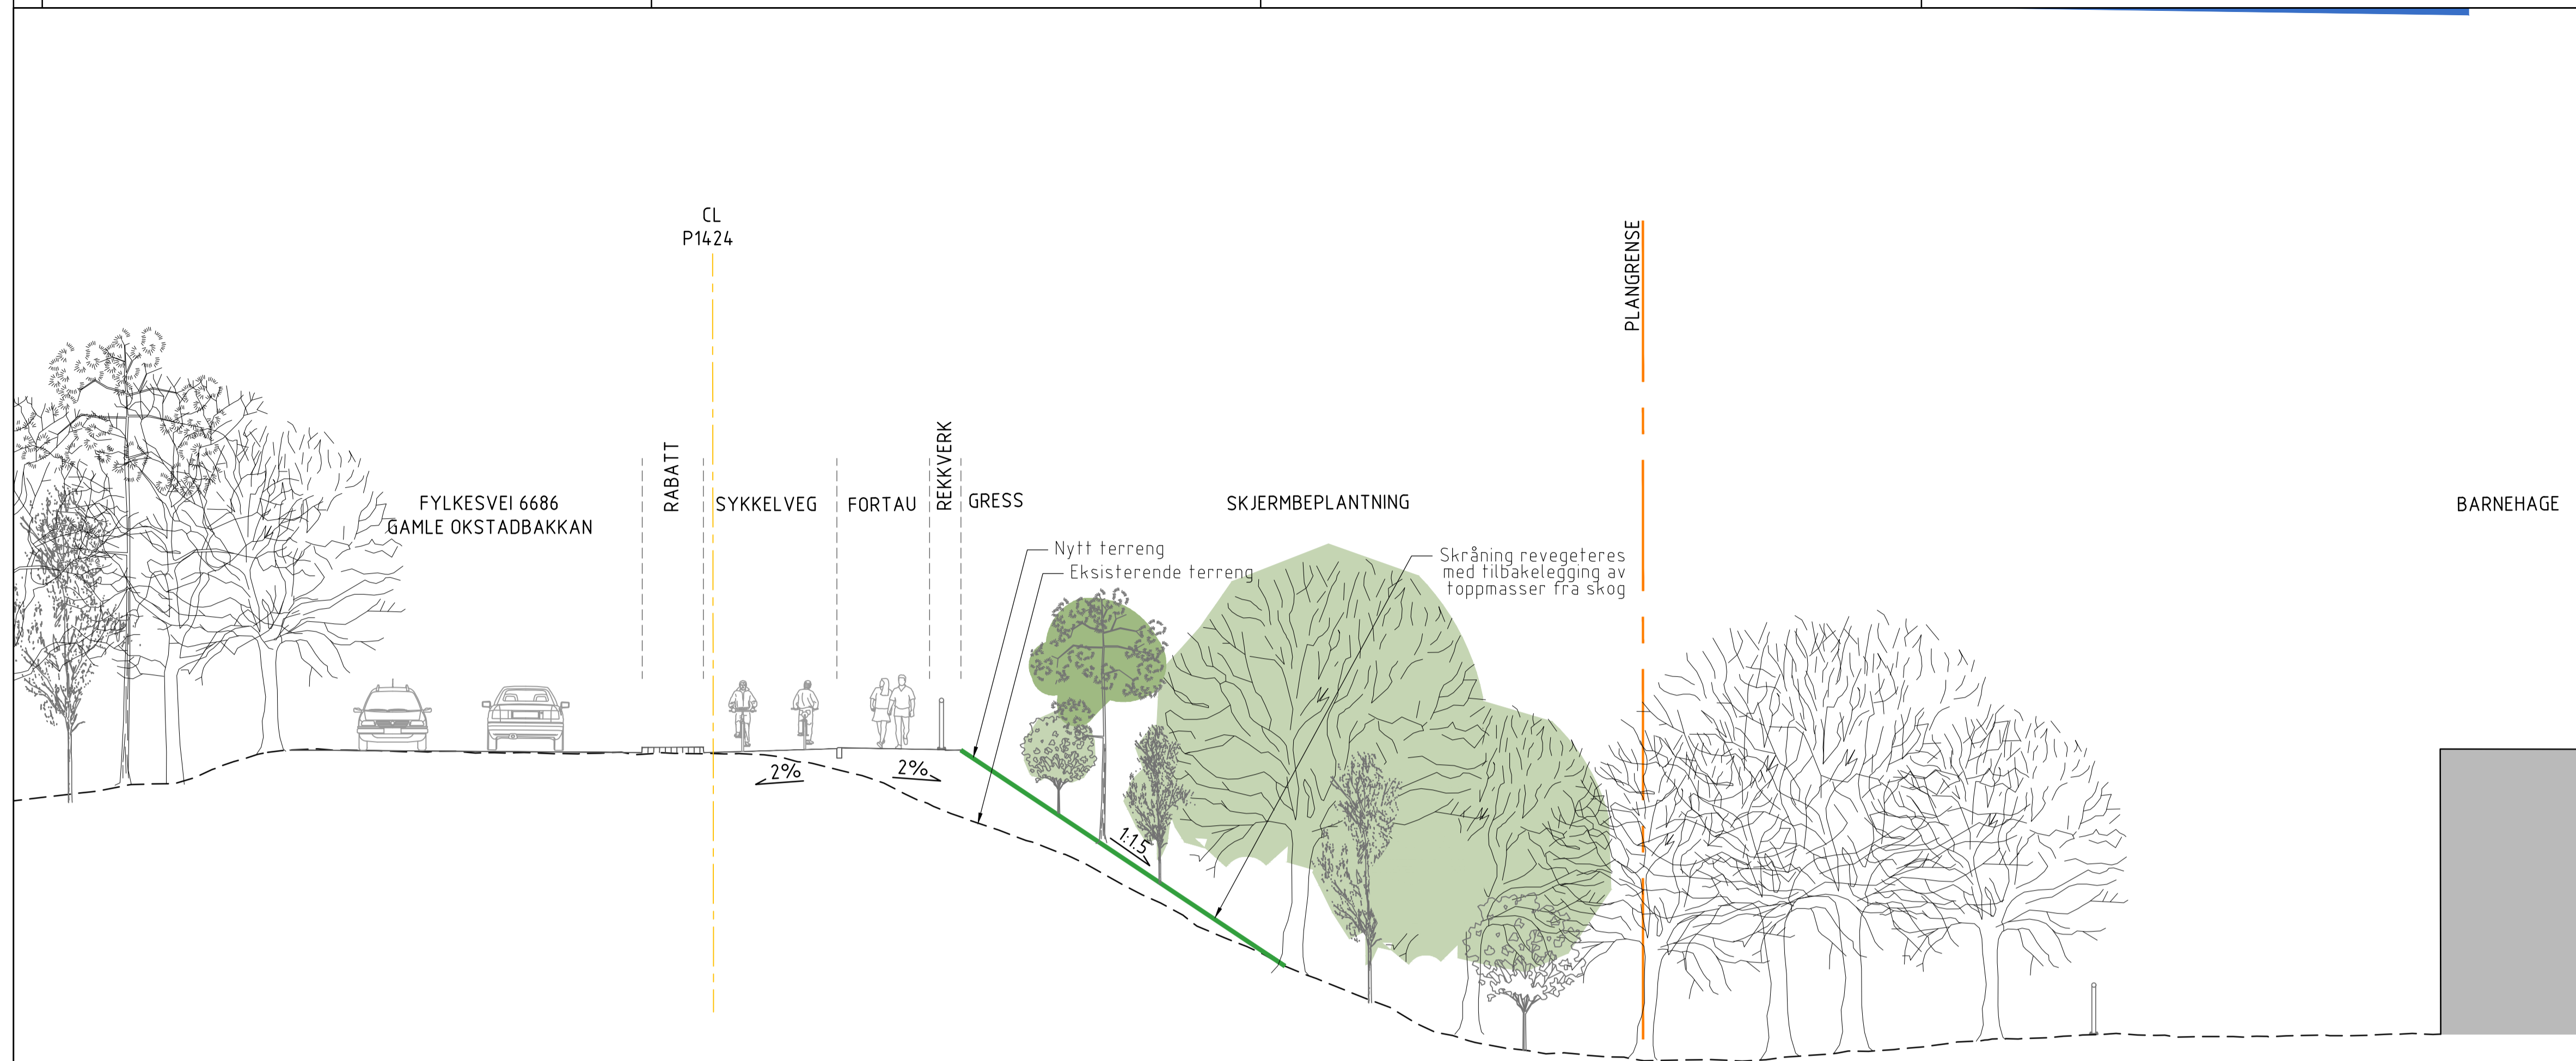 CL
P1424
PLANGRENSE
RABATT
REKKVERK
FYLKESVEI 6686
GAMLE OKSTADBAKKAN
SYKKELVEG
FORTAU
GRESS
SKJERMBEPLANTNING
BARNEHAGE
Nytt terreng
Eksisterende terreng
Skråning revegeteres
med tilbakelegging av
toppmasser fra skog
2%
2%
1:1.5